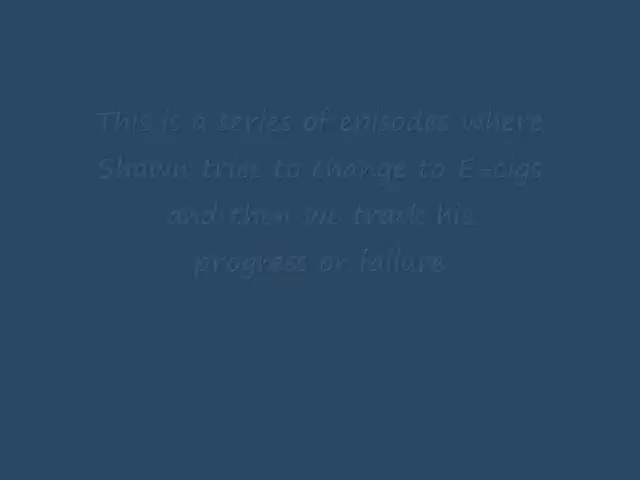 This is a series of episodes where
Shawn tries to change to E-cigs
and then we track his
progress or failure